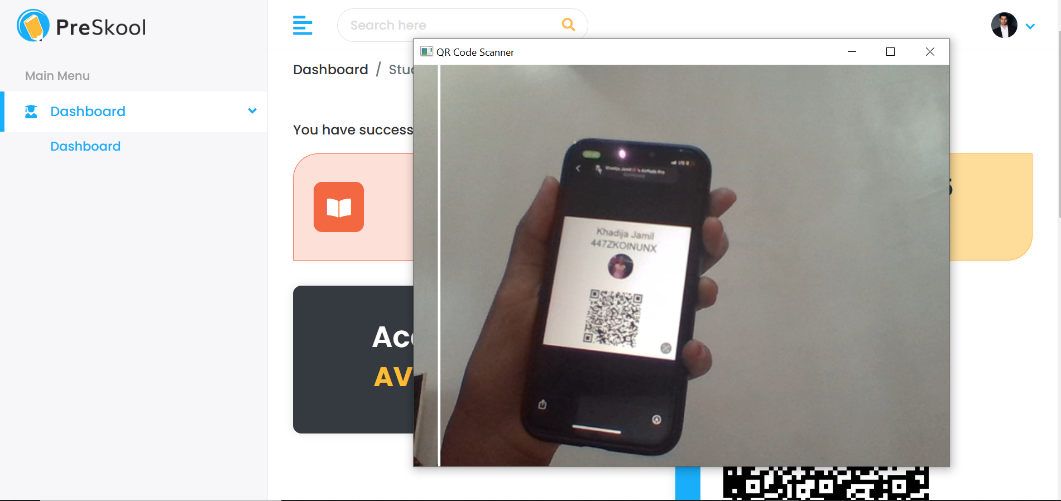 PreSkool
Search here
QR Code Scanner
Main Menu
Dashboard / Stu
Dashboard
Dashboard
You have success
Khadija Jamil
447ZKOINUNX
Acc
AV